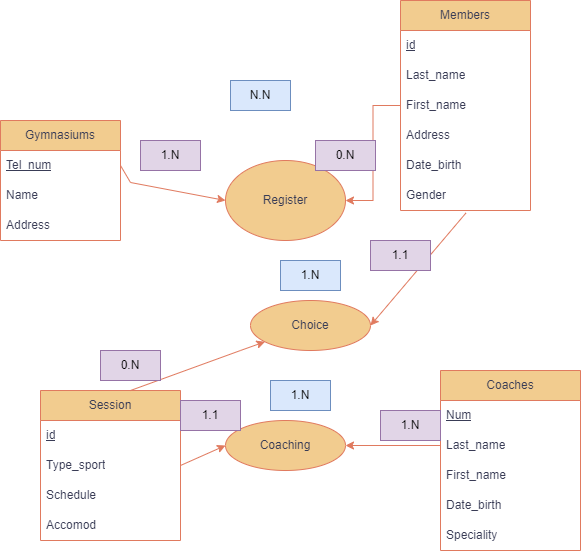 Members
id
Last_name
First_name
Address
Date_birth
Gender
N.N
Gymnasiums
Tel_num
Name
Address
1.N
0.N
Register
1.1
1.N
Choice
0.N
1.N
Session
id
Type_sport
Schedule
Accomod
1.1
Coaching
1.N
Coaches
Num
Last_name
First_name
Date_birth
Speciality